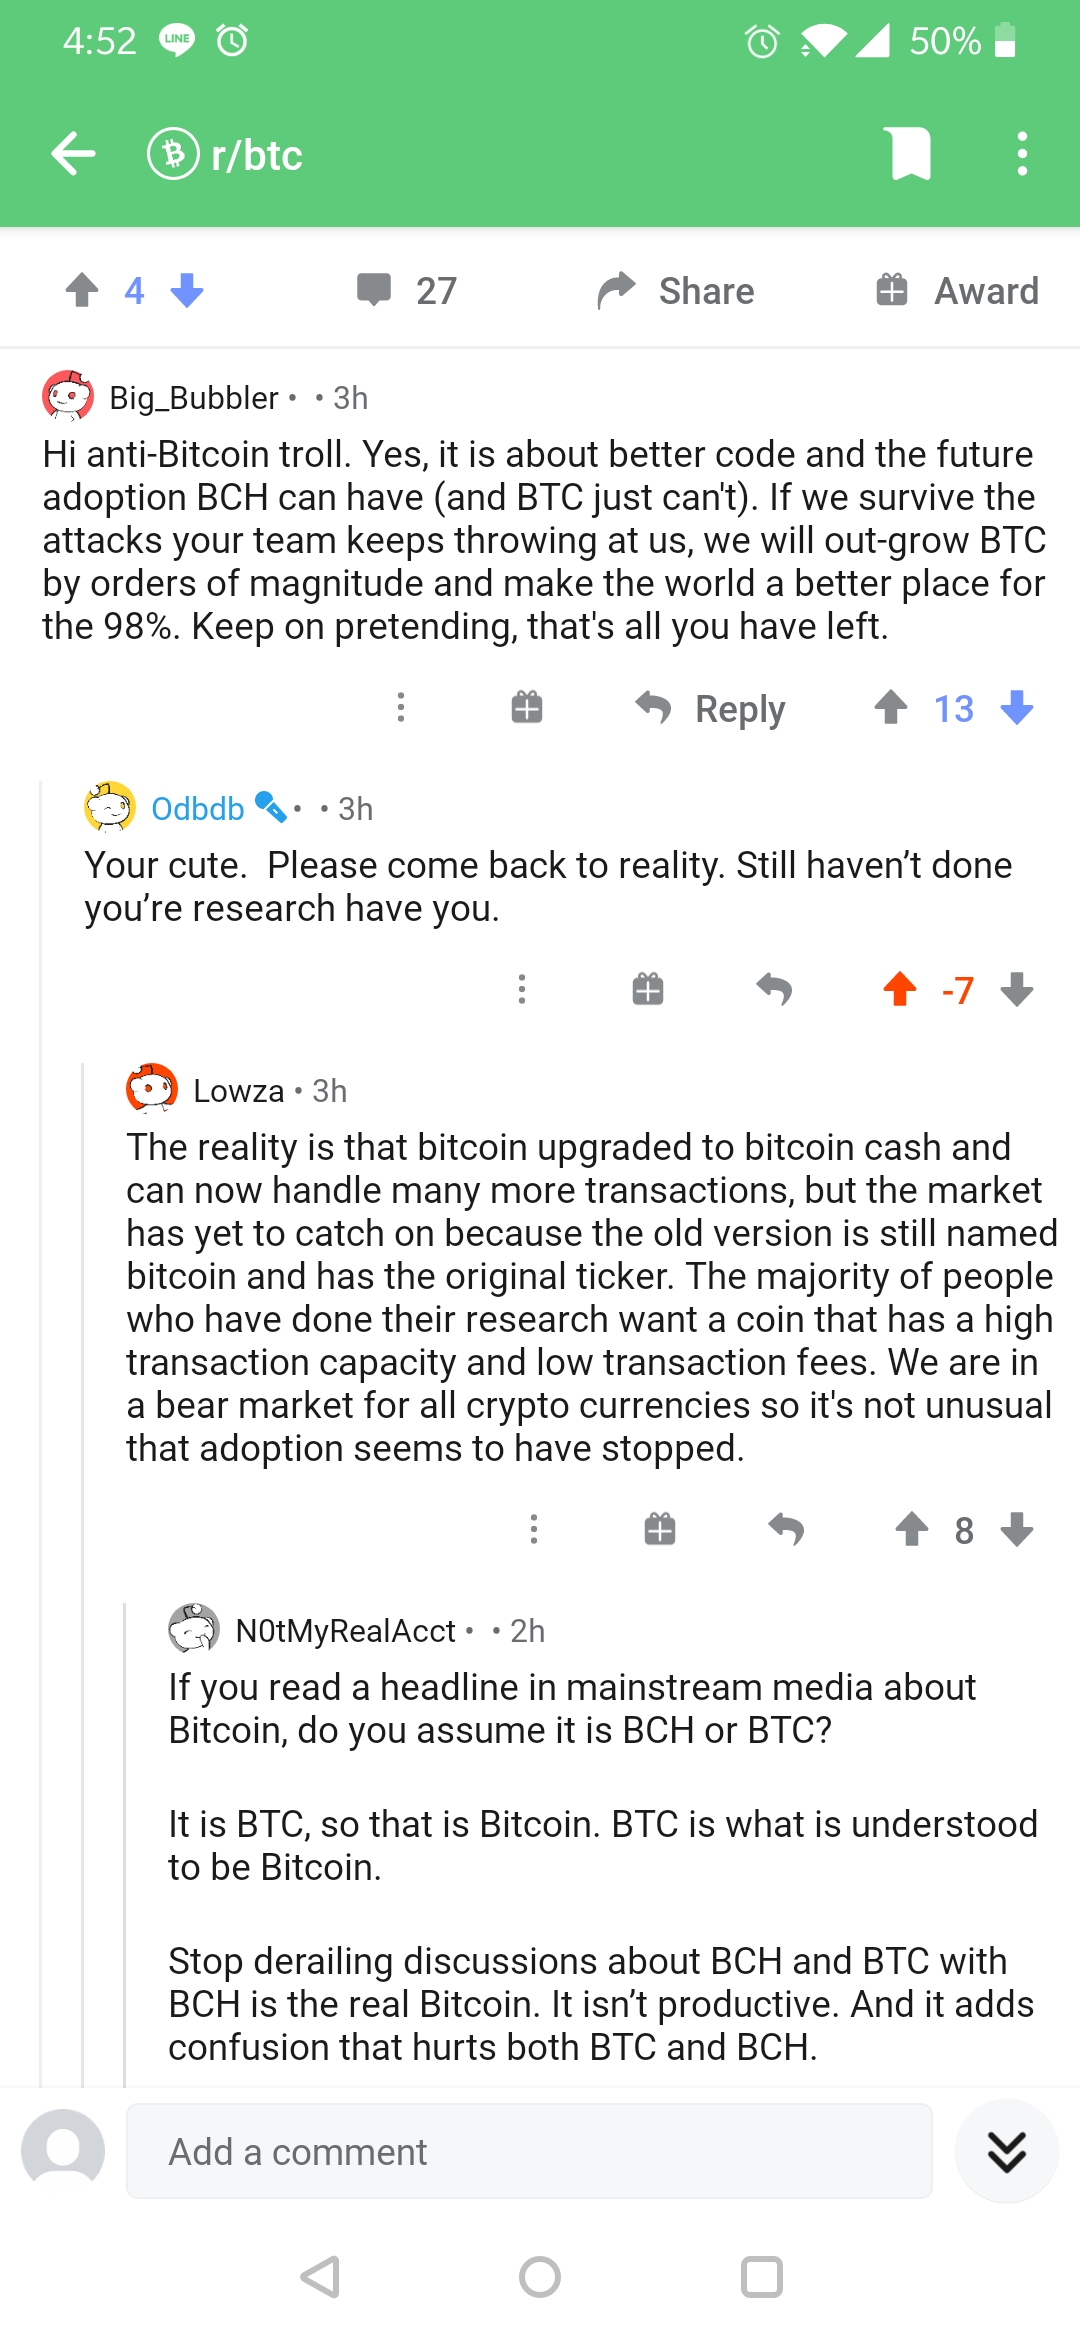 4:52 LINE 50%
r/btc
4 27 Share Award
Big_Bubbler • • 3h
Hi anti-Bitcoin troll. Yes, it is about better code and the future
adoption BCH can have (and BTC just can't). If we survive the
attacks your team keeps throwing at us, we will out-grow BTC
by orders of magnitude and make the world a better place for
the 98%. Keep on pretending, that's all you have left.
Reply 13
Odbdb • • 3h
Your cute.  Please come back to reality. Still haven’t done
you’re research have you.
-7
Lowza • 3h
The reality is that bitcoin upgraded to bitcoin cash and
can now handle many more transactions, but the market
has yet to catch on because the old version is still named
bitcoin and has the original ticker. The majority of people
who have done their research want a coin that has a high
transaction capacity and low transaction fees. We are in
a bear market for all crypto currencies so it's not unusual
that adoption seems to have stopped.
8
N0tMyRealAcct • • 2h
If you read a headline in mainstream media about
Bitcoin, do you assume it is BCH or BTC?
It is BTC, so that is Bitcoin. BTC is what is understood
to be Bitcoin.
Stop derailing discussions about BCH and BTC with
BCH is the real Bitcoin. It isn’t productive. And it adds
confusion that hurts both BTC and BCH.
Add a comment